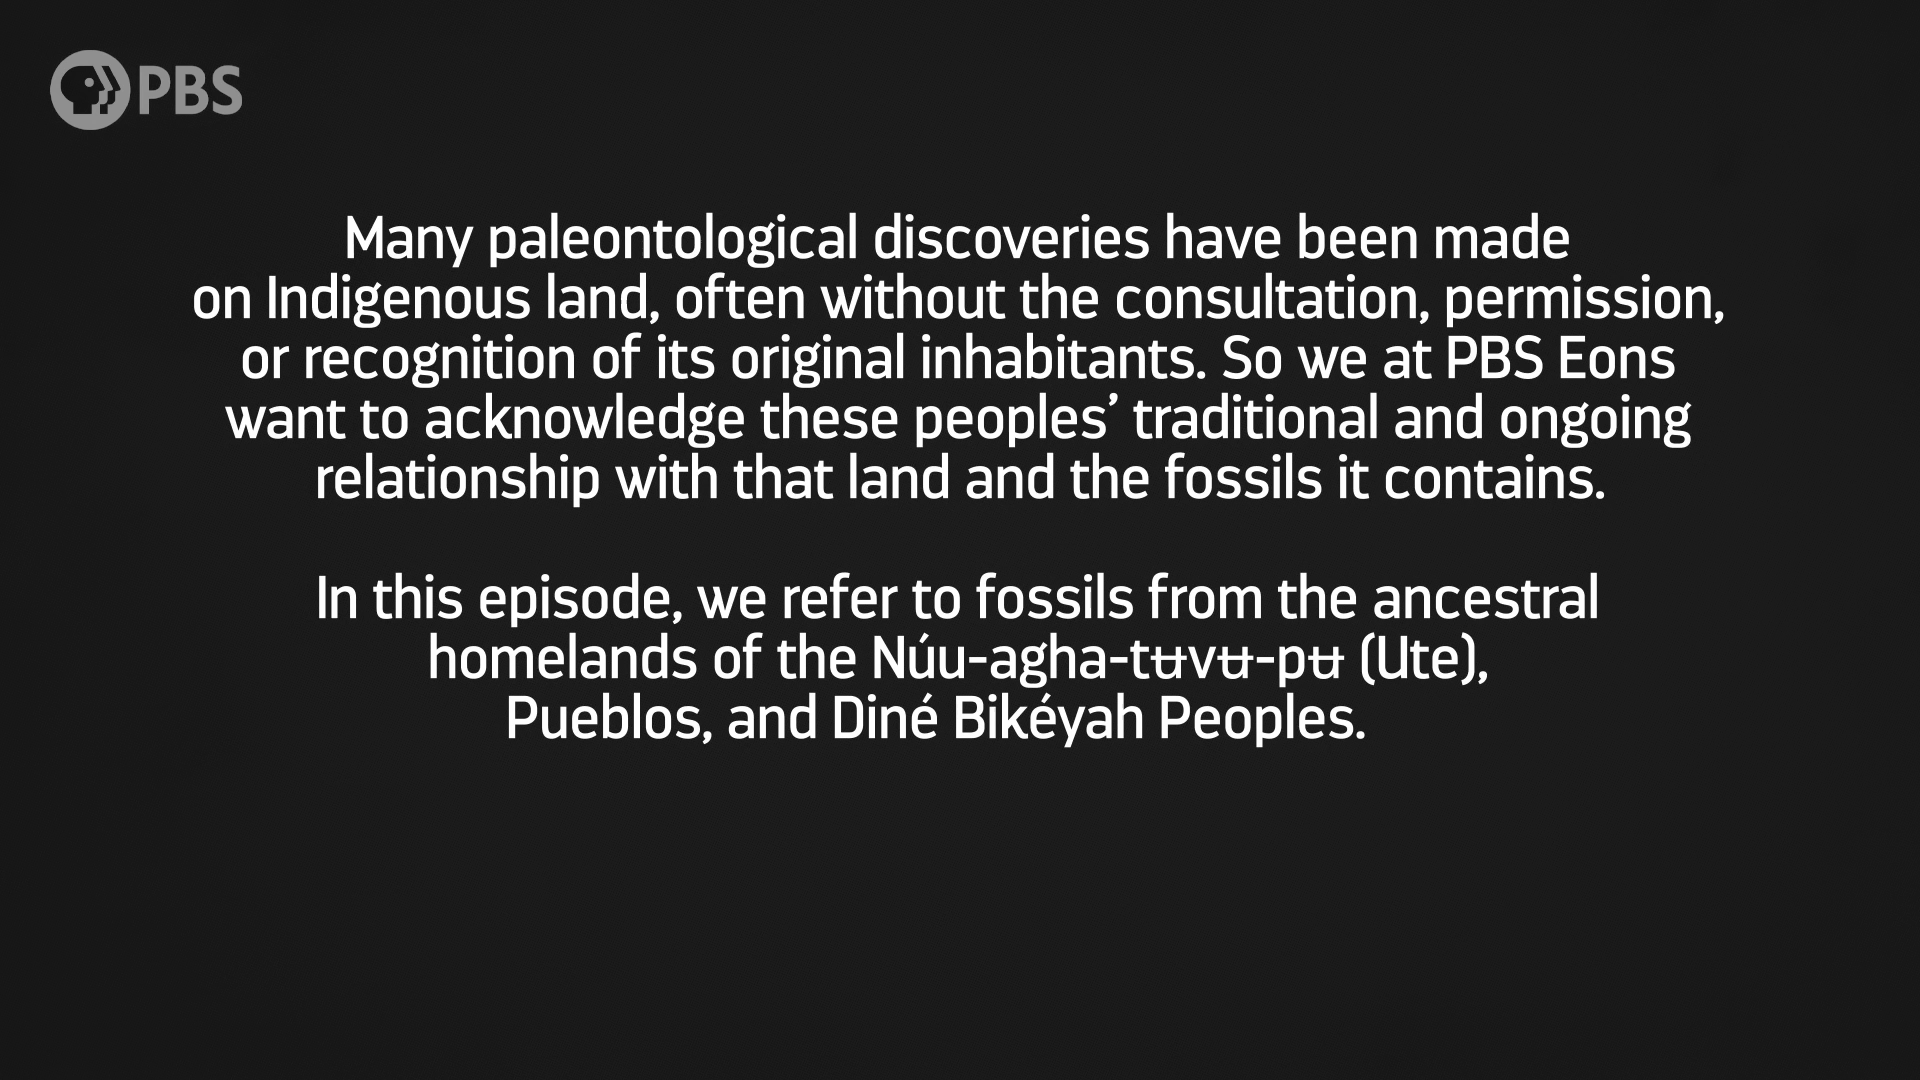 PBS
Many paleontological discoveries have been made
on Indigenous land, often without the consultation, permission,
or recognition of its original inhabitants. So we at PBS Eons
want to acknowledge these peoples’ traditional and ongoing
relationship with that land and the fossils it contains.
In this episode, we refer to fossils from the ancestral
homelands of the Núu-agha-tʉvʉ-pʉ (Ute),
Pueblos, and Diné Bikéyah Peoples.